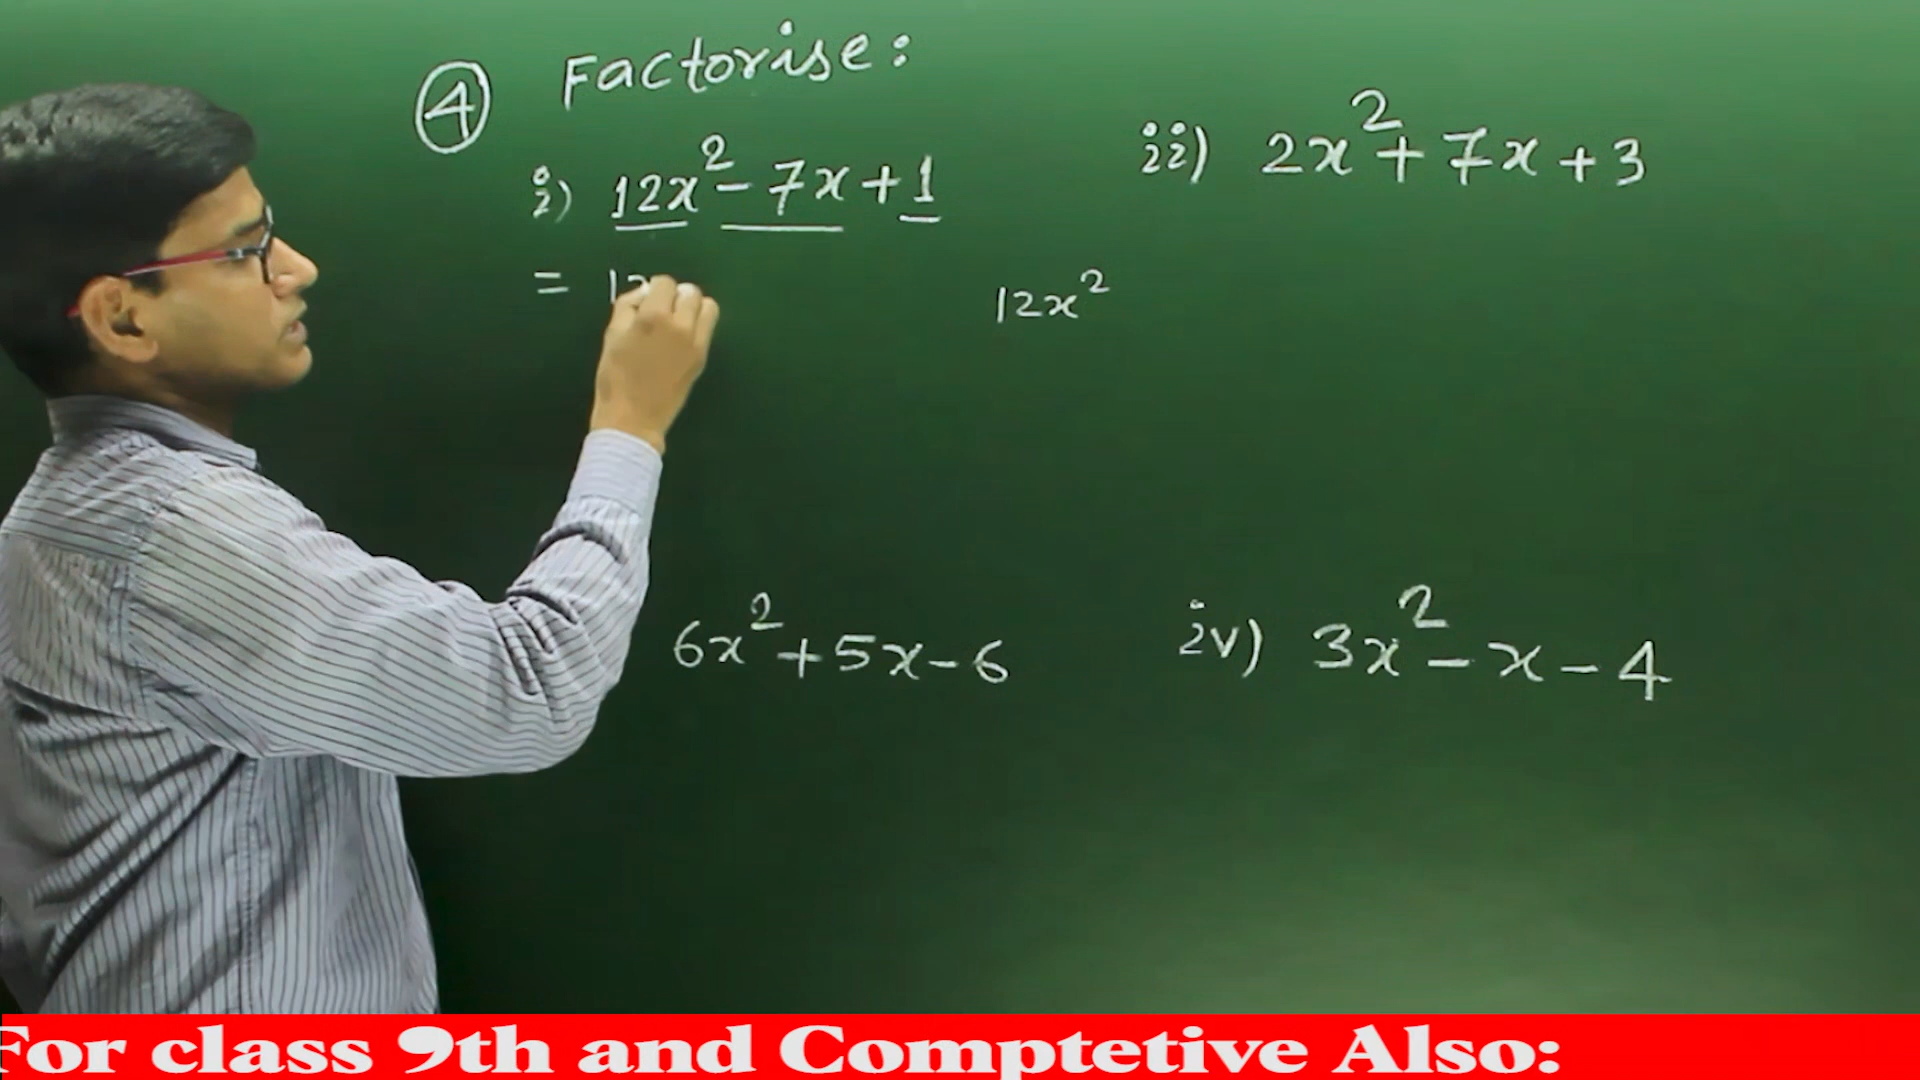 ④ Factorise:
i) 12x² - 7x + 1
= 12
12x²
ii) 2x² + 7x + 3
6x² + 5x - 6
iv) 3x² - x - 4
For class 9th and Comptetive Also: